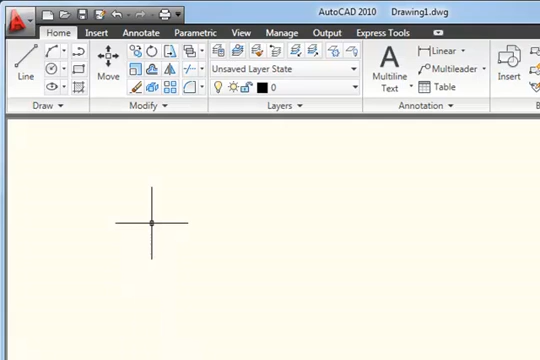 AutoCAD 2010 Drawing1.dwg
Home Insert Annotate Parametric View Manage Output Express Tools
Line Move Unsaved Layer State 0 Multiline Text Linear Multileader Table Insert
Draw Modify Layers Annotation B